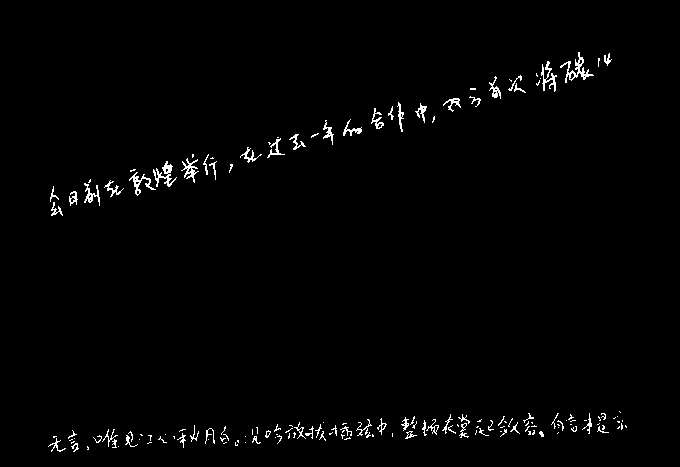 会日前在敦煌举行，在过去一年的合作中，双方首次将碳14
无言，唯见江心秋月白。沉吟放拨插弦中，整顿衣裳起敛容。自言本是京